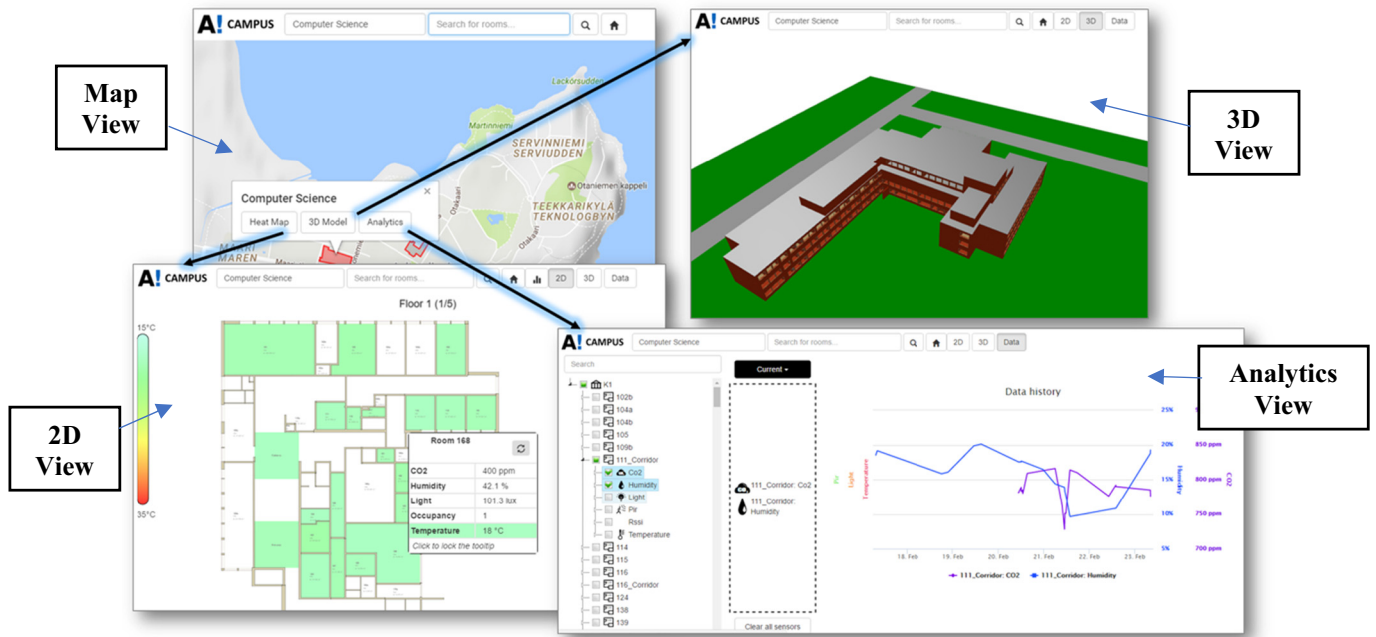 Map
View
A! CAMPUS
Computer Science
Search for rooms...
Lackörsudden
Martinniemi
SERVINNIEMI
SERVIUDDEN
Otaniemen kappeli
TEEKKARIKYLÄ
TEKNOLOGBYN
Otakaari
Otakaari
Computer Science
×
Heat Map
3D Model
Analytics
MAARI
MAREN
A! CAMPUS
Computer Science
Search for rooms...
2D
3D
Data
3D
View
A! CAMPUS
Computer Science
Search for rooms...
2D
3D
Data
Floor 1 (1/5)
15°C
35°C
2D
View
Room 168
CO2 400 ppm
Humidity 42.1 %
Light 101.3 lux
Occupancy 1
Temperature 18 °C
Click to lock the tooltip
A! CAMPUS
Computer Science
Search for rooms...
2D
3D
Data
Analytics
View
Search
K1
102b
104a
104b
105
109b
111_Corridor
Co2
Humidity
Light
Pir
Rssi
Temperature
114
115
116
116_Corridor
124
138
139
Current
111_Corridor: Co2
111_Corridor:
Humidity
Clear all sensors
Data history
Pir
Light
Temperature
25%
20%
15%
10%
5%
Humidity
850 ppm
800 ppm
750 ppm
700 ppm
CO2
18. Feb
19. Feb
20. Feb
21. Feb
22. Feb
23. Feb
111_Corridor: CO2
111_Corridor: Humidity